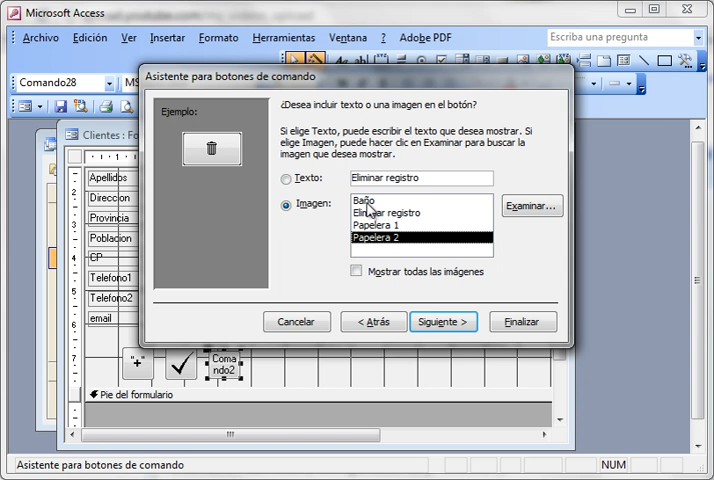 Microsoft Access
Archivo Edición Ver Insertar Formato Herramientas Ventana ? Adobe PDF
Escriba una pregunta
Comando28
MS
Asistente para botones de comando
Clientes : Fo
Ejemplo:
¿Desea incluir texto o una imagen en el botón?
Si elige Texto, puede escribir el texto que desea mostrar. Si
elige Imagen, puede hacer clic en Examinar para buscar la
imagen que desea mostrar.
Texto:
Eliminar registro
Imagen:
Baño
Eliminar registro
Papelera 1
Papelera 2
Examinar...
Mostrar todas las imágenes
Cancelar
< Atrás
Siguiente >
Finalizar
Apellidos
Direccion
Provincia
Poblacion
CP
Telefono1
Telefono2
email
7
"+"
Coma
ndo2
Pie del formulario
Asistente para botones de comando
NUM